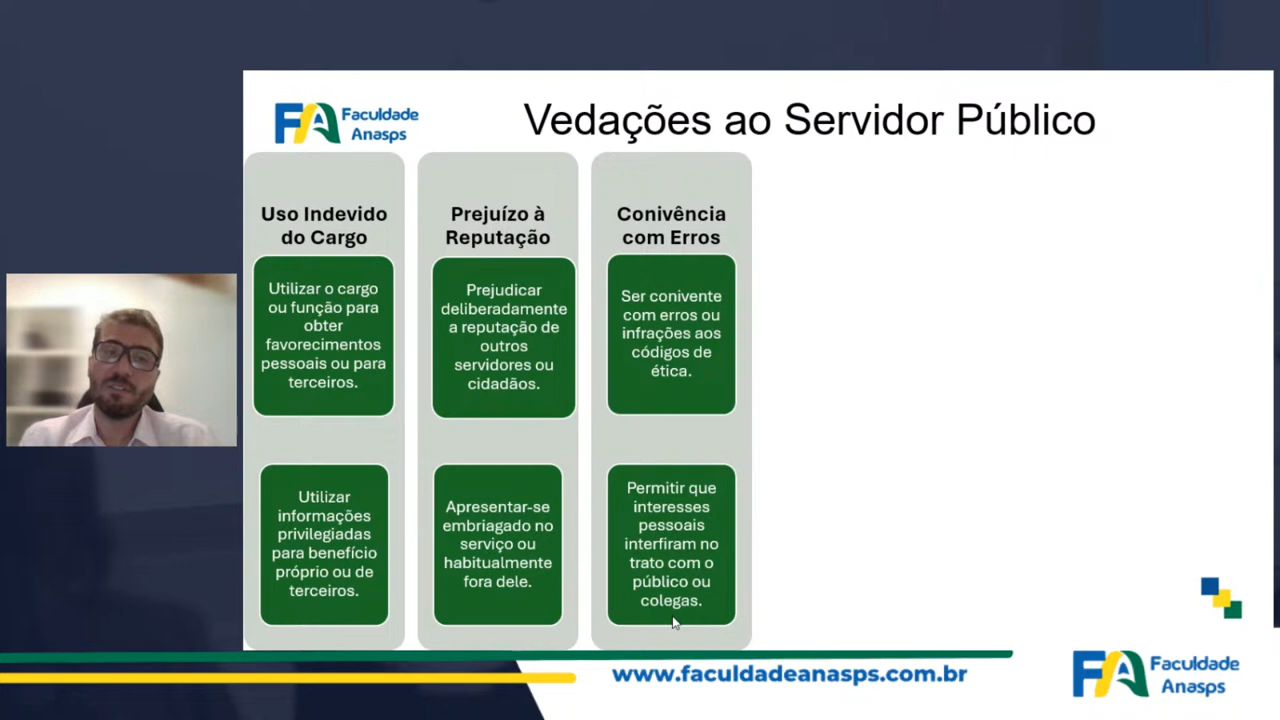 FA Faculdade
Anasps
Vedações ao Servidor Público
Uso Indevido
do Cargo
Utilizar o cargo
ou função para
obter
favorecimentos
pessoais ou para
terceiros.
Utilizar
informações
privilegiadas
para benefício
próprio ou de
terceiros.
Prejuízo à
Reputação
Prejudicar
deliberadamente
a reputação de
outros
servidores ou
cidadãos.
Apresentar-se
embriagado no
serviço ou
habitualmente
fora dele.
Conivência
com Erros
Ser conivente
com erros ou
infrações aos
códigos de
ética.
Permitir que
interesses
pessoais
interfiram no
trato com o
público ou
colegas.
www.faculdadeanasps.com.br
FA Faculdade
Anasps